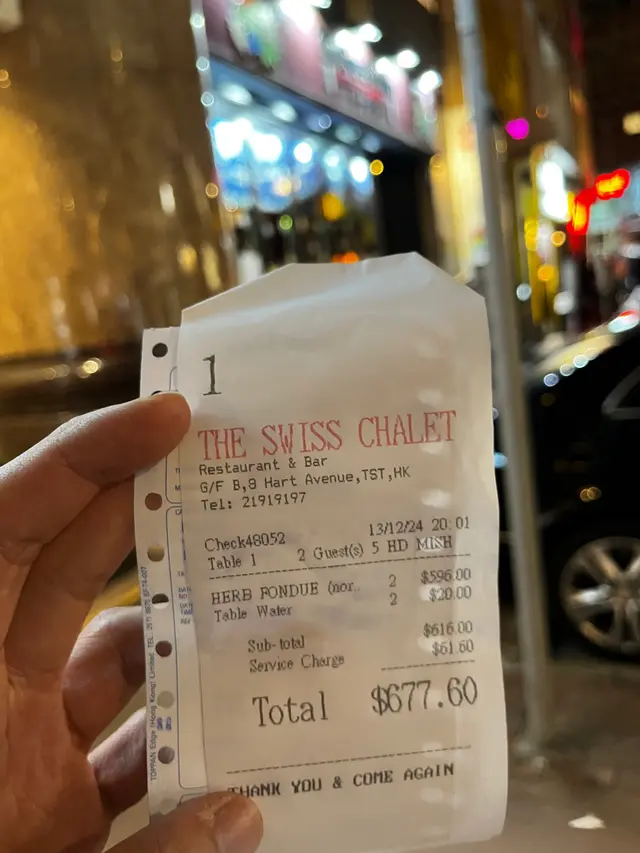 1
THE SWISS CHALET
Restaurant & Bar
G/F B,8 Hart Avenue,TST,HK
Tel: 21919197
Check48052 13/12/24 20:01
Table 1 2 Guest(s) 5 HD MISH
HERB FONDUE (nor.. 2 $596.00
Table Water 2 $20.00
Sub-total $616.00
Service Charge $61.60
Total $677.60
THANK YOU & COME AGAIN